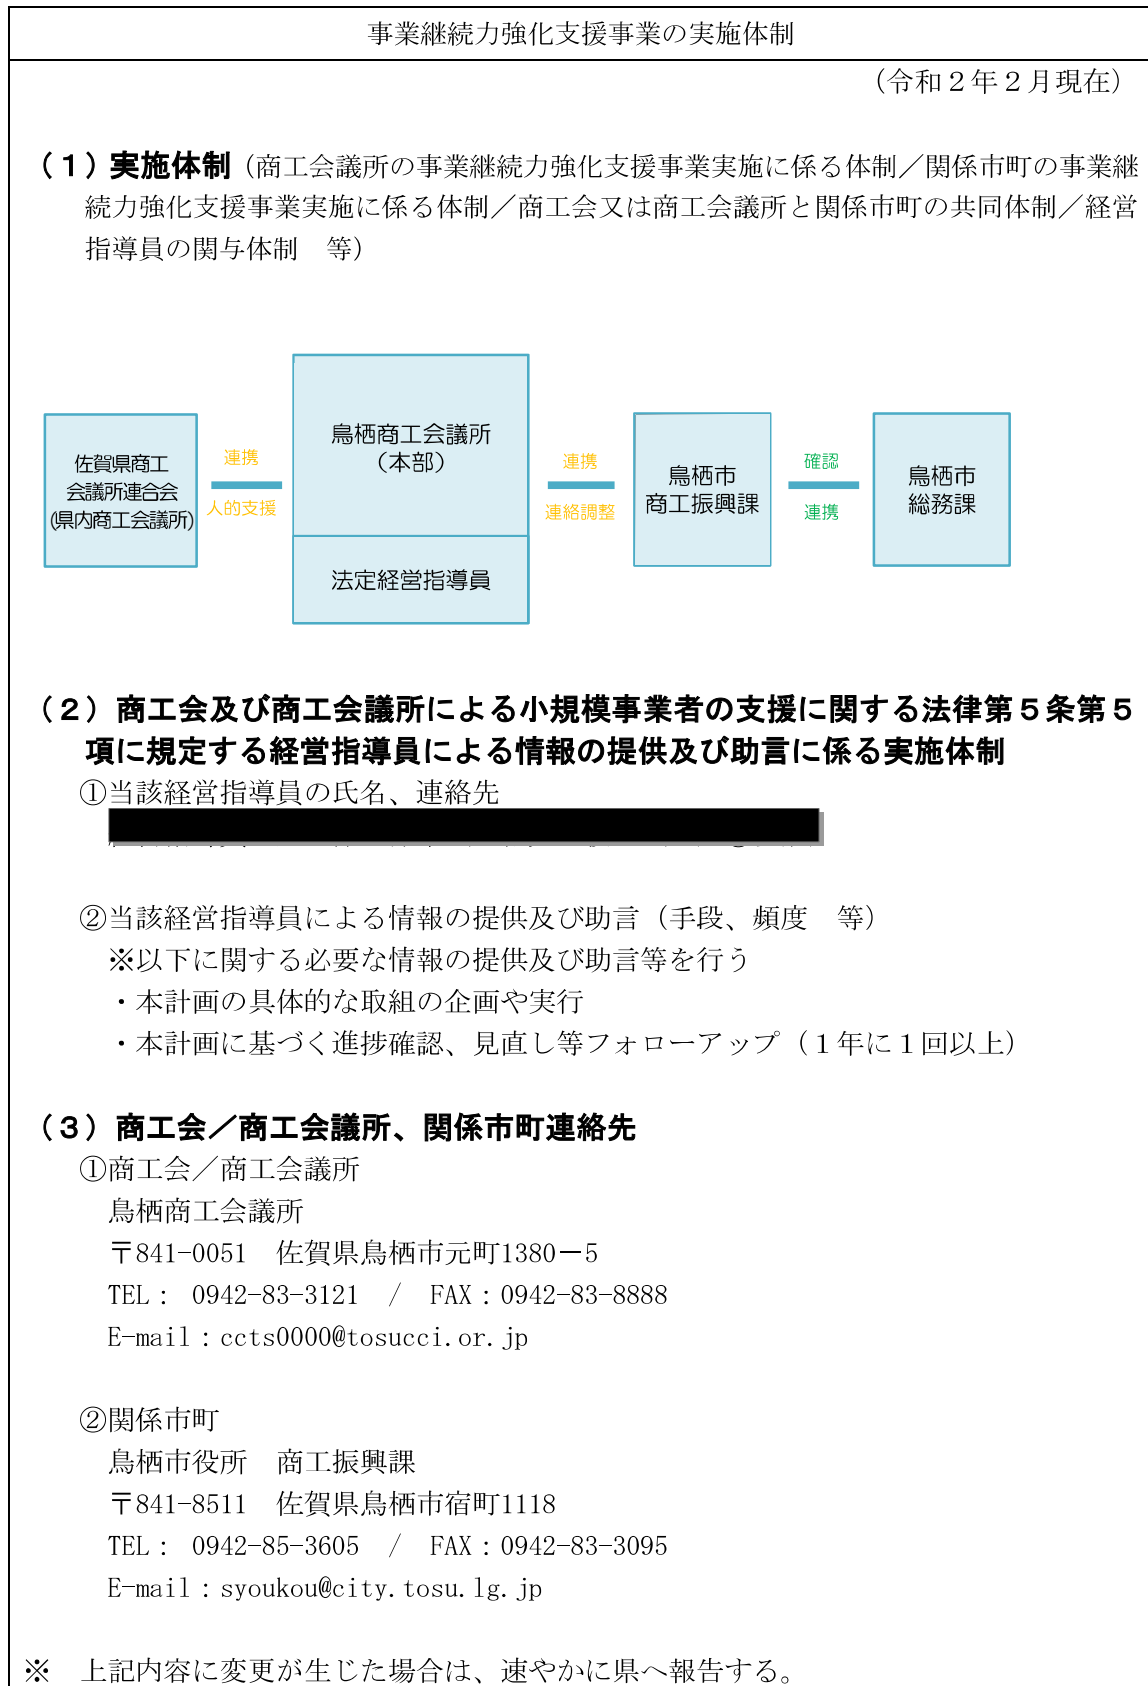 事業継続力強化支援事業の実施体制
（令和２年２月現在）
（１）実施体制（商工会議所の事業継続力強化支援事業実施に係る体制／関係市町の事業継
続力強化支援事業実施に係る体制／商工会又は商工会議所と関係市町の共同体制／経営
指導員の関与体制　等）
佐賀県商工
会議所連合会
(県内商工会議所)
連携
人的支援
鳥栖商工会議所
（本部）
法定経営指導員
連携
連絡調整
鳥栖市
商工振興課
確認
連携
鳥栖市
総務課
（２）商工会及び商工会議所による小規模事業者の支援に関する法律第５条第５
項に規定する経営指導員による情報の提供及び助言に係る実施体制
①当該経営指導員の氏名、連絡先
②当該経営指導員による情報の提供及び助言（手段、頻度　等）
※以下に関する必要な情報の提供及び助言等を行う
・本計画の具体的な取組の企画や実行
・本計画に基づく進捗確認、見直し等フォローアップ（１年に１回以上）
（３）商工会／商工会議所、関係市町連絡先
①商工会／商工会議所
鳥栖商工会議所
〒841-0051　佐賀県鳥栖市元町1380－5
TEL： 0942-83-3121　/　FAX：0942-83-8888
E-mail：ccts0000@tosucci.or.jp
②関係市町
鳥栖市役所　商工振興課
〒841-8511　佐賀県鳥栖市宿町1118
TEL： 0942-85-3605　/　FAX：0942-83-3095
E-mail：syoukou@city.tosu.lg.jp
※　上記内容に変更が生じた場合は、速やかに県へ報告する。